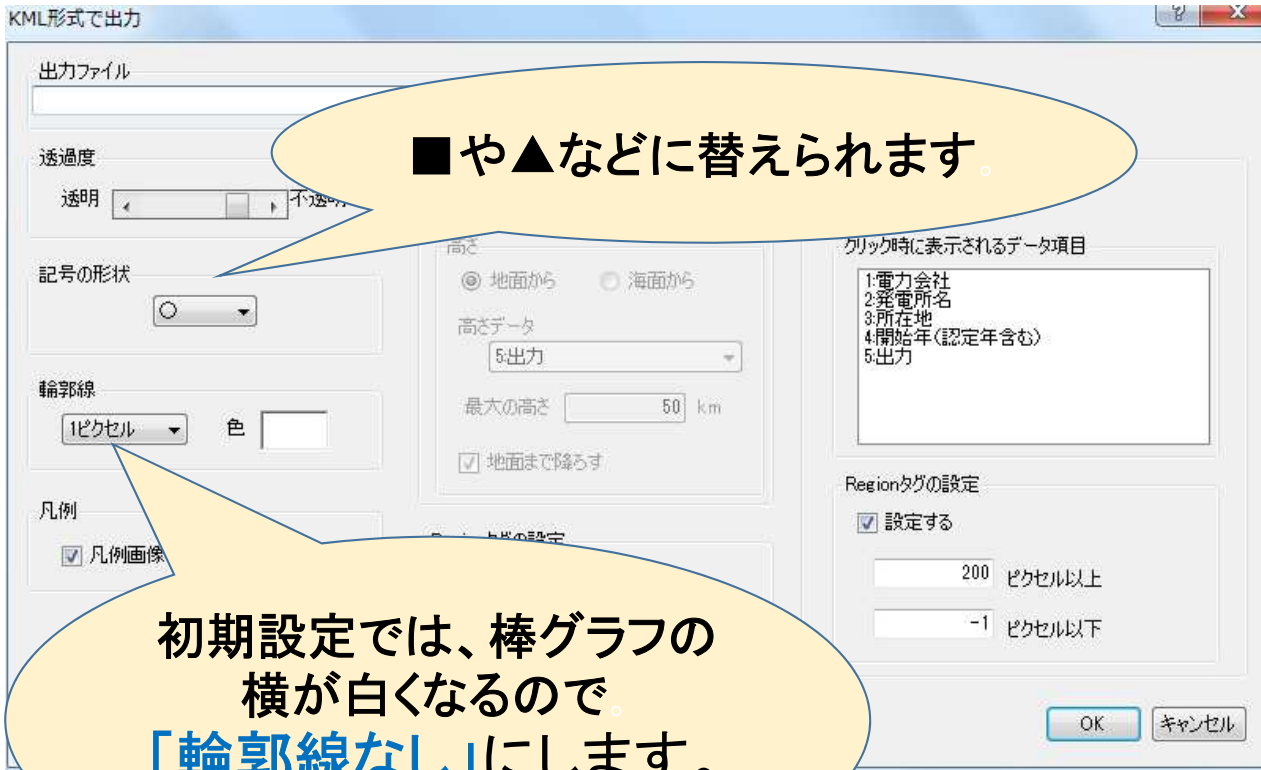 KML形式で出力
出力ファイル
■や▲などに替えられます。
透過度
透明
不透明
記号の形状
○
輪郭線
1ピクセル
色
凡例
凡例画像
高さ
地面から 海面から
高さデータ
5:出力
最大の高さ 50 km
地面まで降ろす
クリック時に表示されるデータ項目
1:電力会社
2:発電所名
3:所在地
4:開始年(認定年含む)
5:出力
Regionタグの設定
設定する
200 ピクセル以上
-1 ピクセル以下
初期設定では、棒グラフの
横が白くなるので。
「輪郭線なし」にします。
OK キャンセル